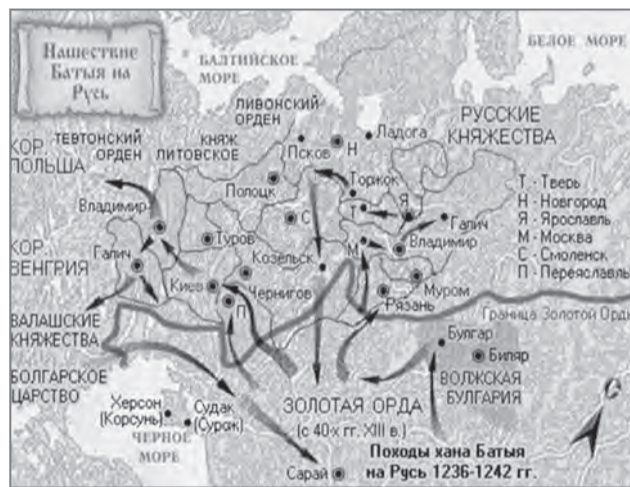 Нашествие
Батыя на
Русь
БАЛТИЙСКОЕ
МОРЕ
БЕЛОЕ МОРЕ
ЛИВОНСКИЙ
ОРДЕН
ТЕВТОНСКИЙ
ОРДЕН
КНЯЖ
ЛИТОВСКОЕ
КОР.
ПОЛЬША
Псков
Н
Ладога
РУССКИЕ
КНЯЖЕСТВА
Полоцк
Торжок
Т
Я
Галич
Т - Тверь
Н - Новгород
Я - Ярославль
М - Москва
С - Смоленск
П - Переяславль
Владимир
Туров
С
М
Владимир
КОР.
ВЕНГРИЯ
Галич
Козельск
Киев
Чернигов
П
Муром
Рязань
Граница Золотой Орды
ВАЛАШСКИЕ
КНЯЖЕСТВА
БОЛГАРСКОЕ
ЦАРСТВО
Булгар
Биляр
ВОЛЖСКАЯ
БУЛГАРИЯ
Херсон
(Корсунь)
Судак
(Сурож)
ЧЕРНОЕ
МОРЕ
ЗОЛОТАЯ ОРДА
(с 40-х гг. XIII в.)
Сарай
Походы хана Батыя
на Русь 1236-1242 гг.
С